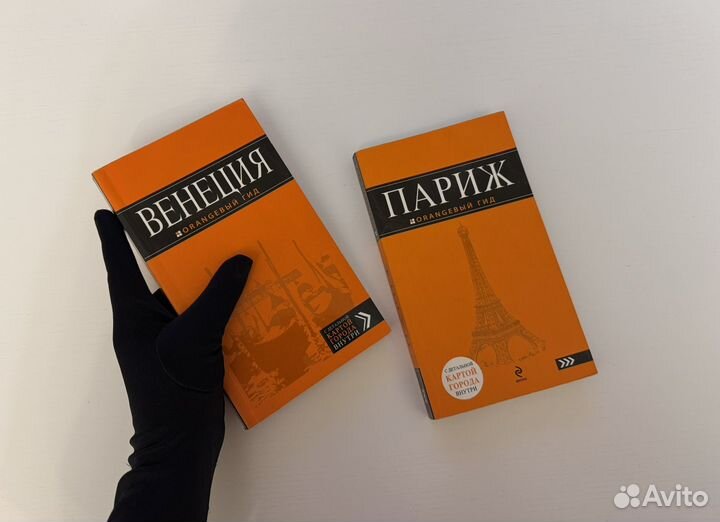 ВЕНЕЦИЯ
ORANGEВЫЙ ГИД
С ДЕТАЛЬНОЙ
КАРТОЙ
ГОРОДА
ВНУТРИ
ПАРИЖ
ORANGEВЫЙ ГИД
С ДЕТАЛЬНОЙ
КАРТОЙ
ГОРОДА
ВНУТРИ
Avito